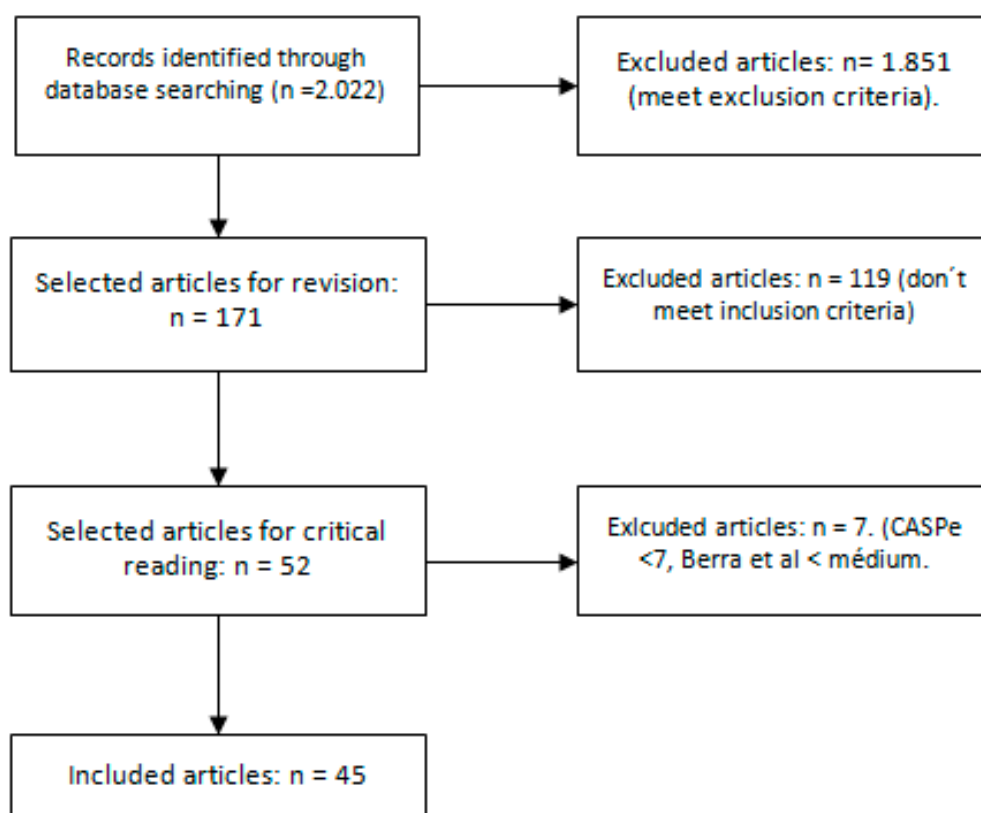 Records identified through
database searching (n =2.022)
Excluded articles: n= 1.851
(meet exclusion criteria).
Selected articles for revision:
n = 171
Excluded articles: n = 119 (don´t
meet inclusion criteria)
Selected articles for critical
reading: n = 52
Exlcuded articles: n = 7. (CASPe
<7, Berra et al < médium.
Included articles: n = 45